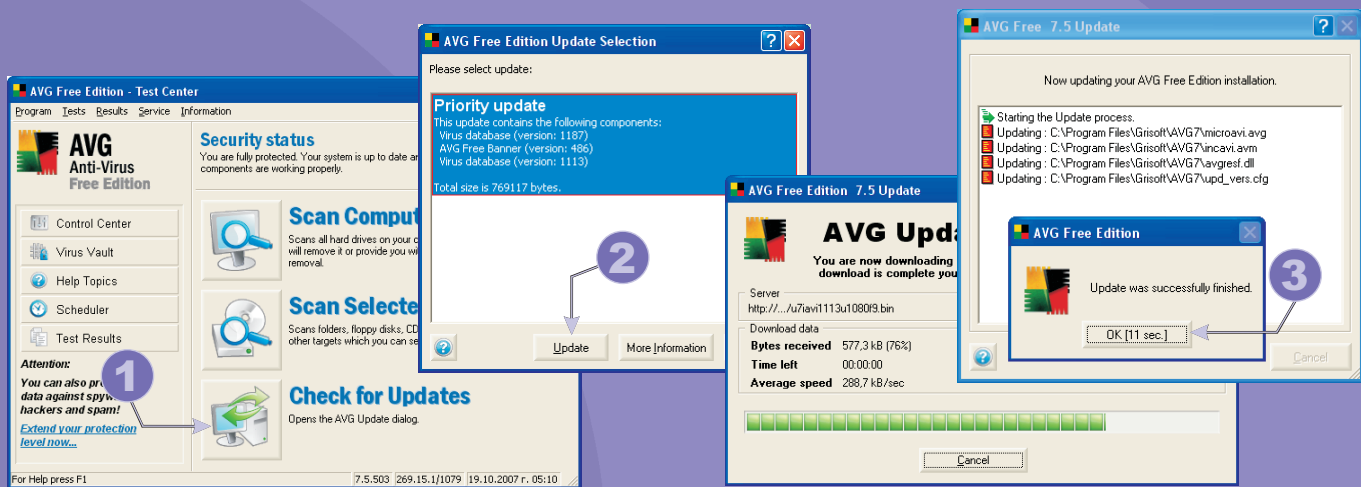 AVG Free Edition - Test Center
Program Tests Results Service Information
AVG
Anti-Virus
Free Edition
Control Center
Virus Vault
Help Topics
Scheduler
Test Results
Attention:
You can also
data against
hackers and spam!
Extend your protection
level now...
1
Security status
You are fully protected. Your system is up to date
components are working properly.
Scan
Scans all hard drives on your
will remove it or provide you
removal.
Scan
Scans folders, floppy disks,
other targets which you can
Check for Updates
Opens the AVG Update dialog.
For Help press F1
7.5.503 269.15.1/1079 19.10.2007 г. 05:10
AVG Free Edition Update Selection
Please select update:
Priority update
This update contains the following components:
Virus database (version: 1187)
AVG Free Banner (version: 486)
Virus database (version: 1113)
Total size is 769117 bytes.
2
Update More Information
AVG Free Edition 7.5 Update
AVG
You are now downloading
download is complete
Server
http://.../u7iavi1113u1080f9.bin
Download data
Bytes received 577,3 kB (76%)
Time left 00:00:00
Average speed 288,7 kB/sec
Cancel
AVG Free 7.5 Update
Now updating your AVG Free Edition installation.
Starting the Update process.
Updating : C:\Program Files\Grisoft\AVG7\microavi.avg
Updating : C:\Program Files\Grisoft\AVG7\incavi.avm
Updating : C:\Program Files\Grisoft\AVG7\avgresf.dll
Updating : C:\Program Files\Grisoft\AVG7\upd_vers.cfg
AVG Free Edition
Update was successfully finished.
3
OK [11 sec.]
Cancel